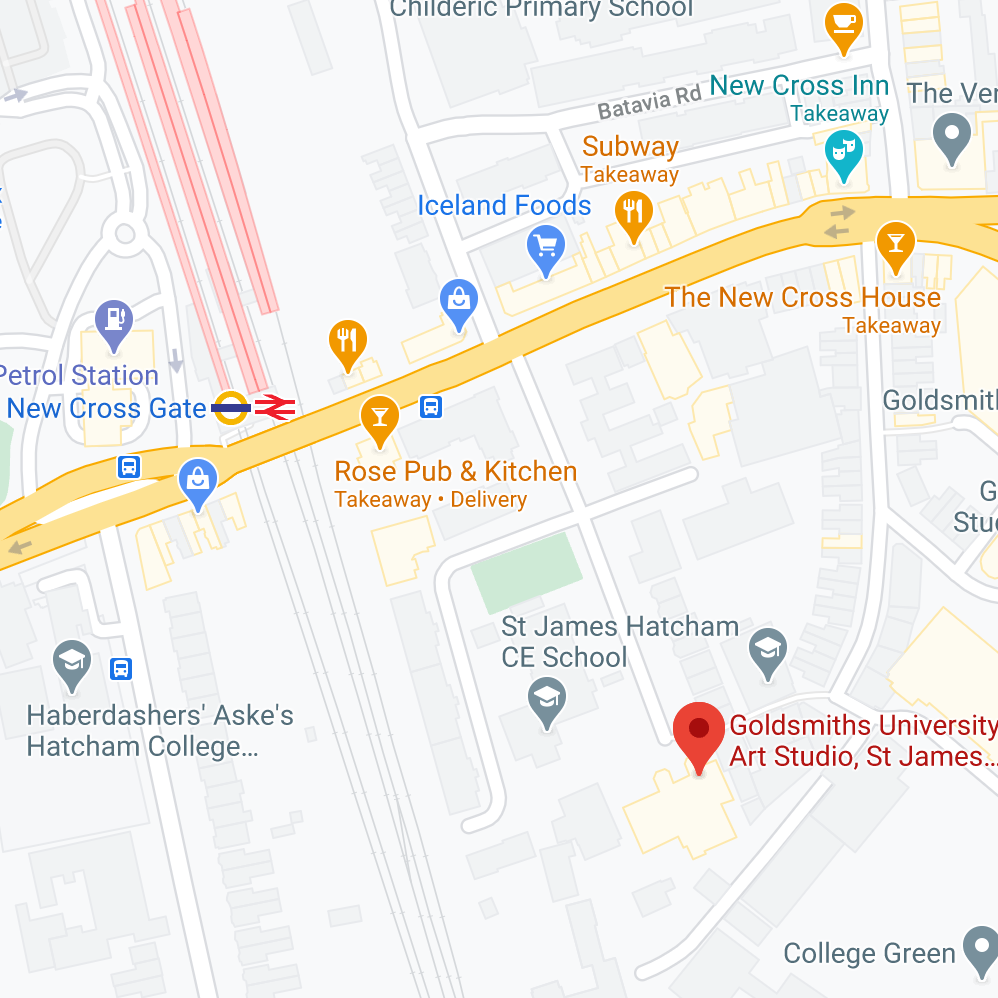 Childeric Primary School
Batavia Rd
New Cross Inn
Takeaway
The Ver
Subway
Takeaway
Iceland Foods
The New Cross House
Takeaway
Petrol Station
New Cross Gate
Goldsmith
Rose Pub & Kitchen
Takeaway • Delivery
G
Stu
St James Hatcham
CE School
Haberdashers' Aske's
Hatcham College...
Goldsmiths University
Art Studio, St James...
College Green